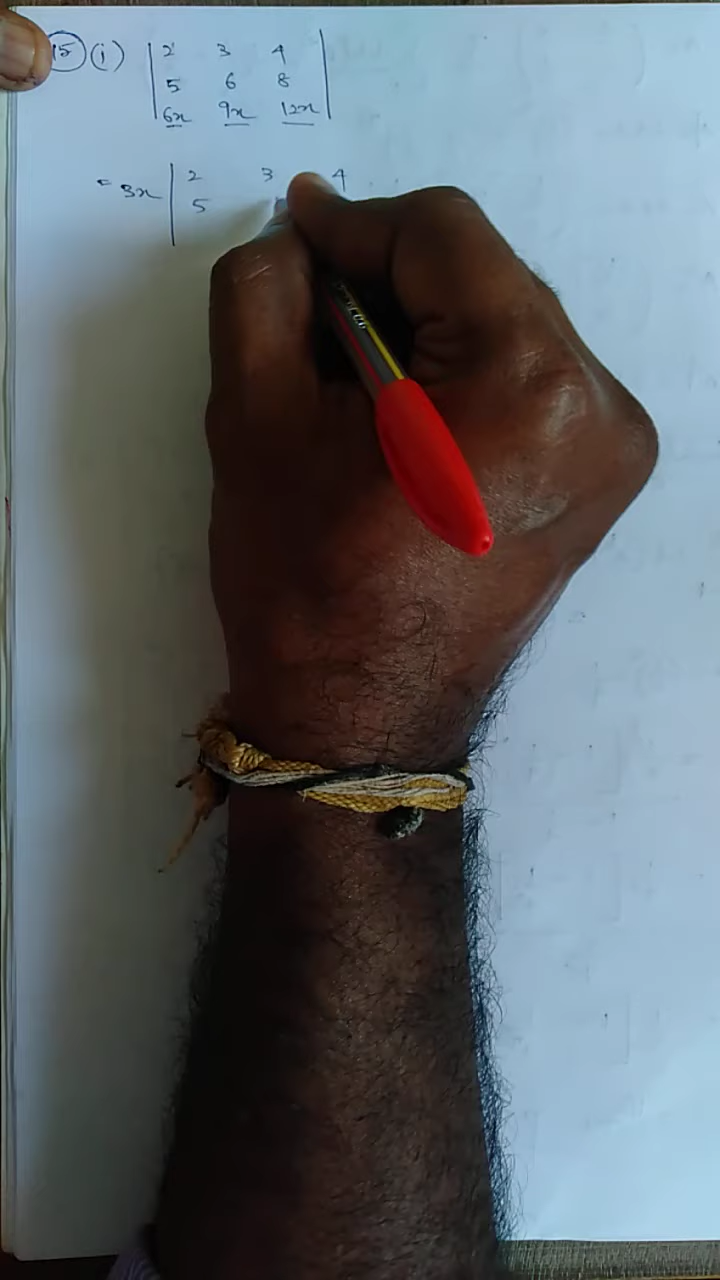 15 (i) | 2 3 4 |
5 6 8
6x 9x 12x
= 3x | 2 3 4
5